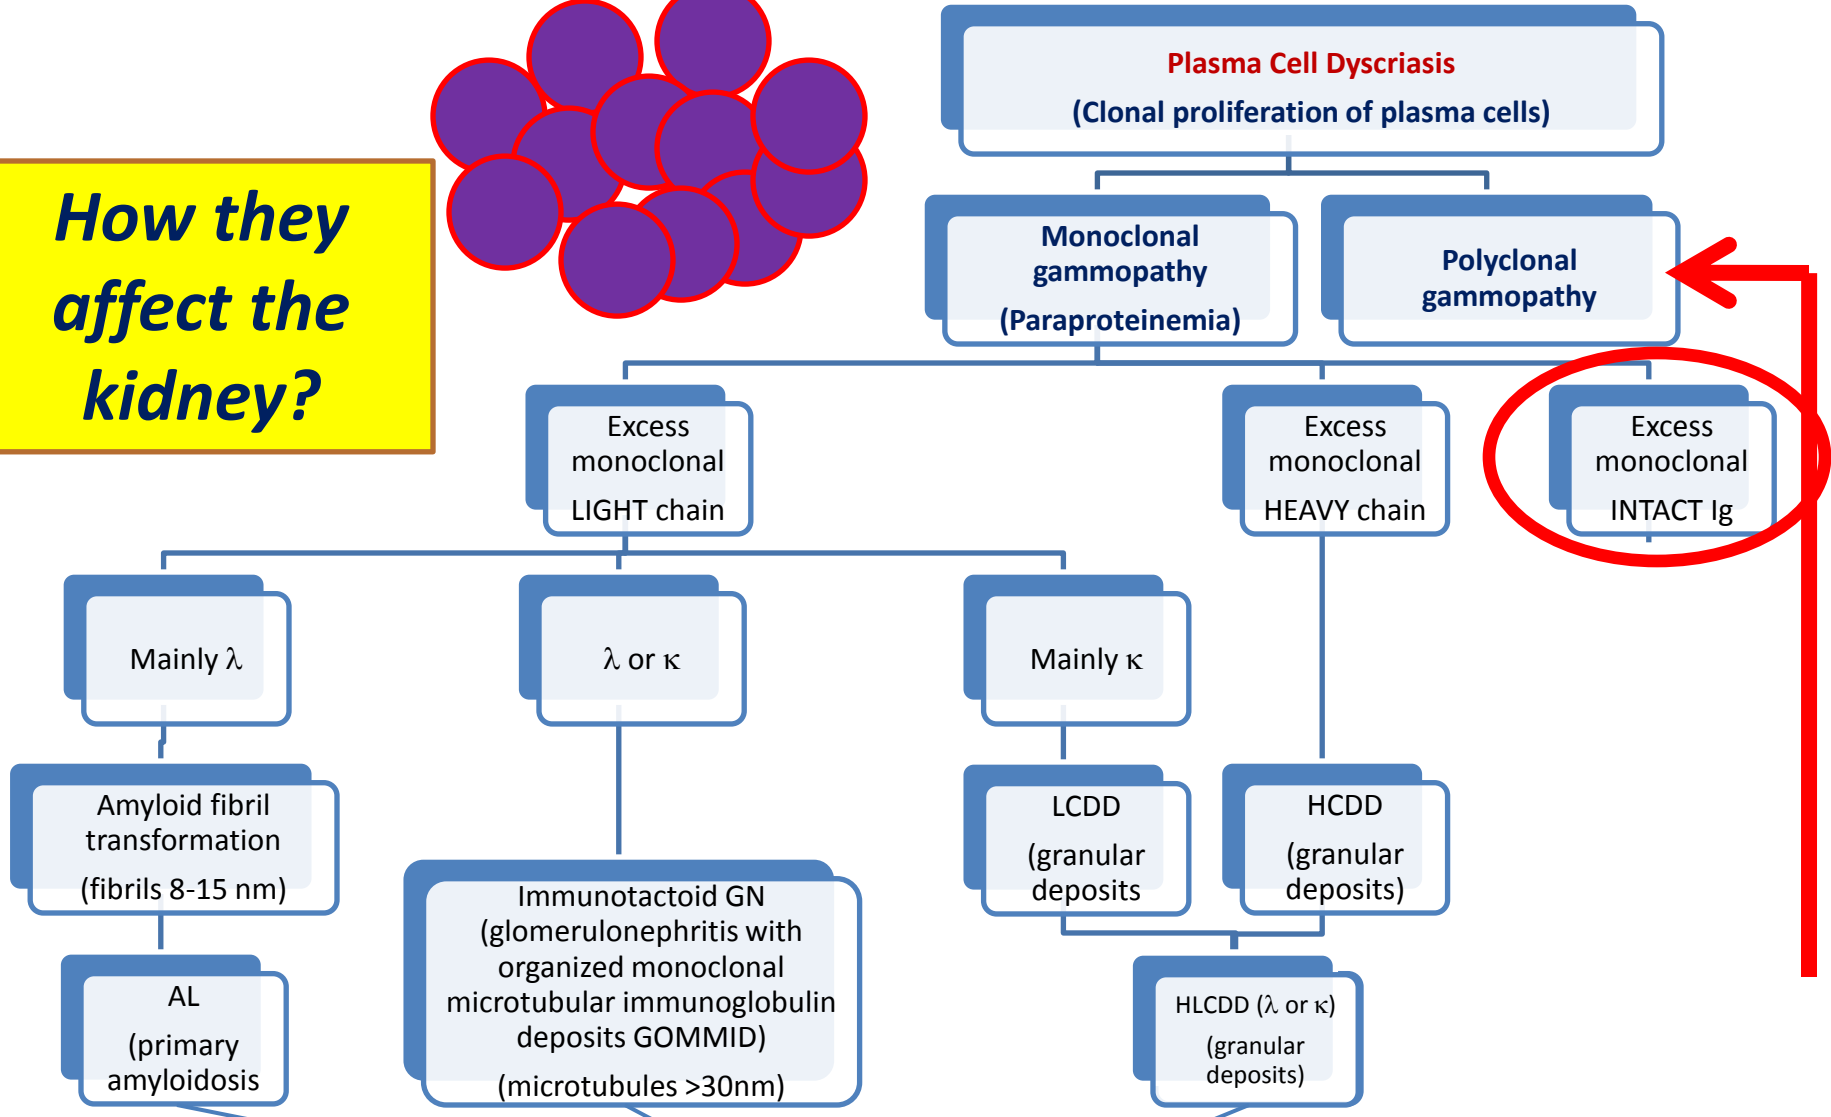 How they
affect the
kidney?
Plasma Cell Dyscriasis
(Clonal proliferation of plasma cells)
Monoclonal
gammopathy
(Paraproteinemia)
Polyclonal
gammopathy
Excess
monoclonal
LIGHT chain
Excess
monoclonal
HEAVY chain
Excess
monoclonal
INTACT Ig
Mainly λ
λ or κ
Mainly κ
Amyloid fibril
transformation
(fibrils 8-15 nm)
Immunotactoid GN
(glomerulonephritis with
organized monoclonal
microtubular immunoglobulin
deposits GOMMID)
(microtubules >30nm)
LCDD
(granular
deposits
HCDD
(granular
deposits)
AL
(primary
amyloidosis
HLCDD (λ or κ)
(granular
deposits)